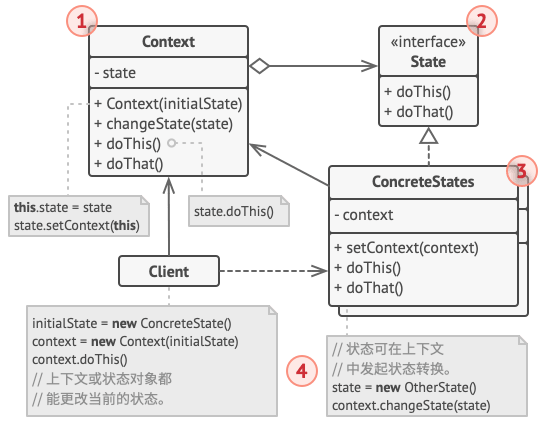 1
Context
- state
+ Context(initialState)
+ changeState(state)
+ doThis()
+ doThat()
2
«interface»
State
+ doThis()
+ doThat()
this.state = state
state.setContext(this)
state.doThis()
3
ConcreteStates
- context
+ setContext(context)
+ doThis()
+ doThat()
Client
initialState = new ConcreteState()
context = new Context(initialState)
context.doThis()
// 上下文或状态对象都
// 能更改当前的状态。
4
// 状态可在上下文
// 中发起状态转换。
state = new OtherState()
context.changeState(state)